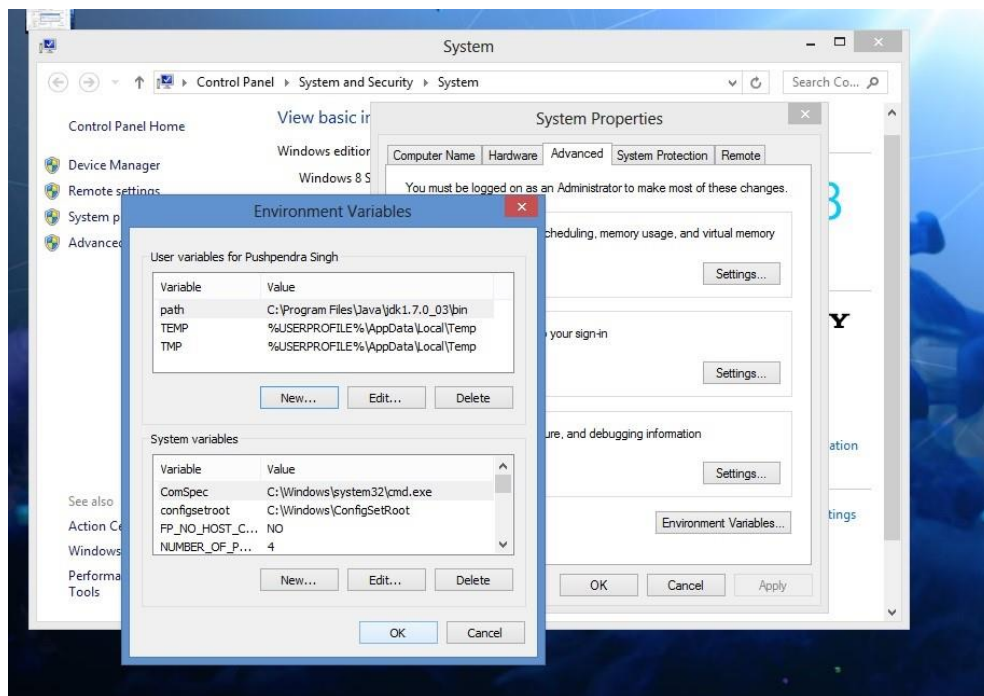 System
Control Panel System and Security System
Search Co...
Control Panel Home
Device Manager
Remote settings
System p
Advanced
See also
Action Ce
Windows
Performa
Tools
View basic in
Windows edition
Windows 8 S
8
Y
ation
tings
System Properties
Computer Name Hardware Advanced System Protection Remote
You must be logged on as an Administrator to make most of these changes.
cheduling, memory usage, and virtual memory
Settings...
your sign-in
Settings...
ure, and debugging information
Settings...
Environment Variables...
OK Cancel Apply
Environment Variables
User variables for Pushpendra Singh
Variable Value
path C:\Program Files\Java\jdk1.7.0_03\bin
TEMP %USERPROFILE%\AppData\Local\Temp
TMP %USERPROFILE%\AppData\Local\Temp
New... Edit... Delete
System variables
Variable Value
ComSpec C:\Windows\system32\cmd.exe
configsetroot C:\Windows\ConfigSetRoot
FP_NO_HOST_C... NO
NUMBER_OF_P... 4
New... Edit... Delete
OK Cancel